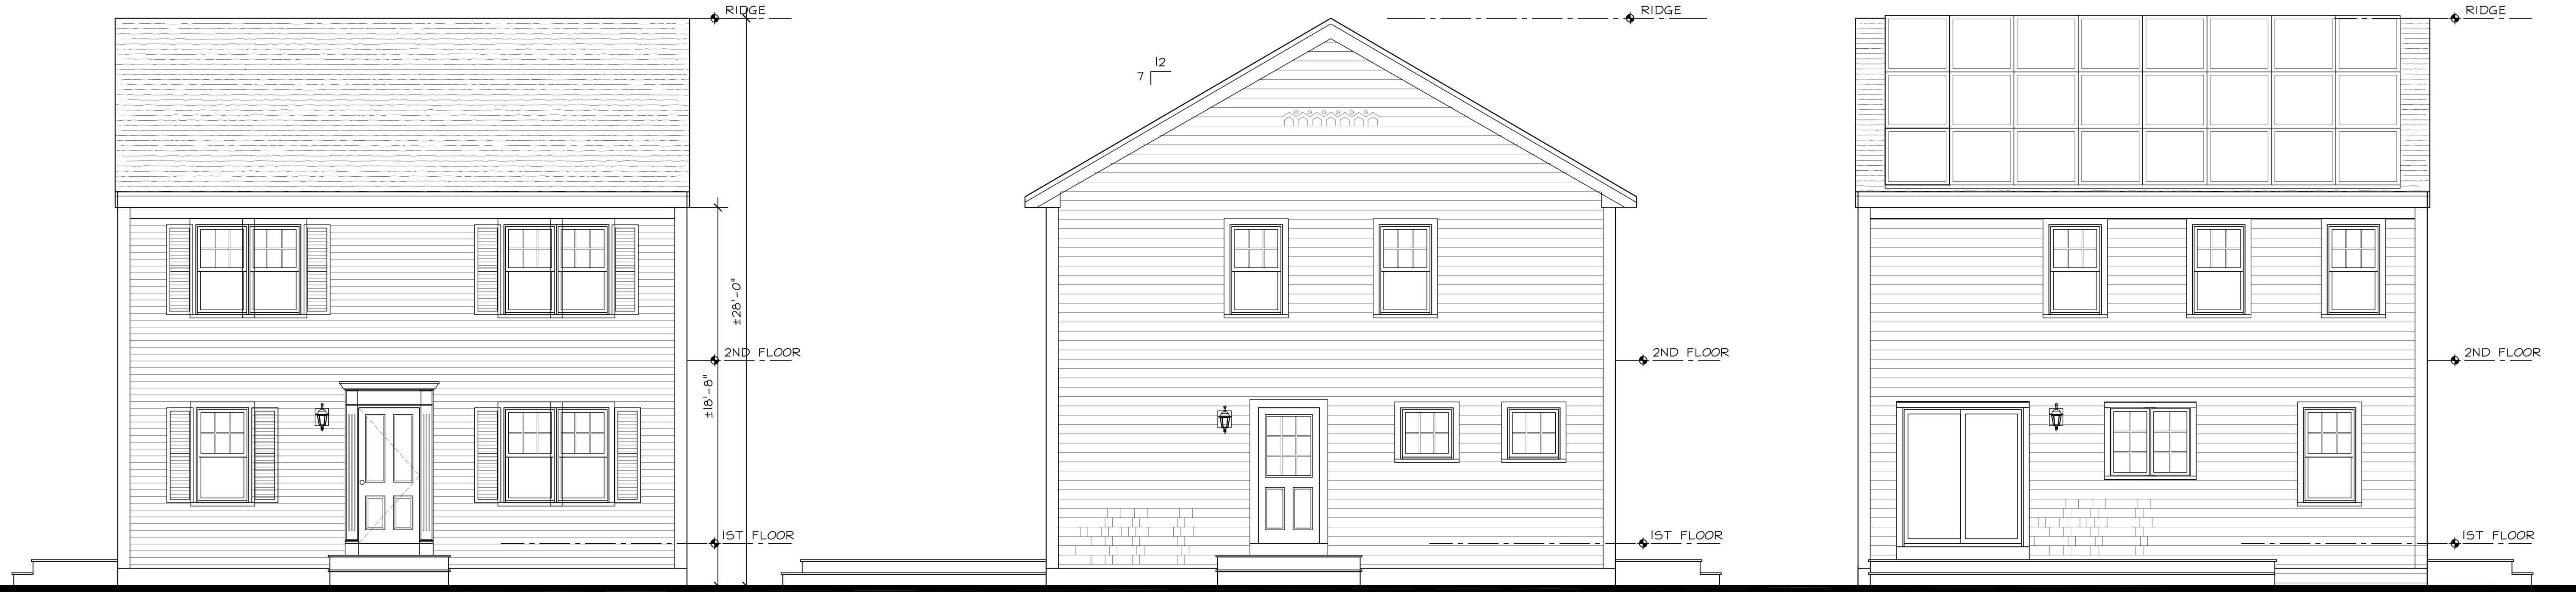 RIDGE
±28'-0"
2ND FLOOR
±18'-8"
1ST FLOOR
12
7
RIDGE
2ND FLOOR
1ST FLOOR
RIDGE
2ND FLOOR
1ST FLOOR